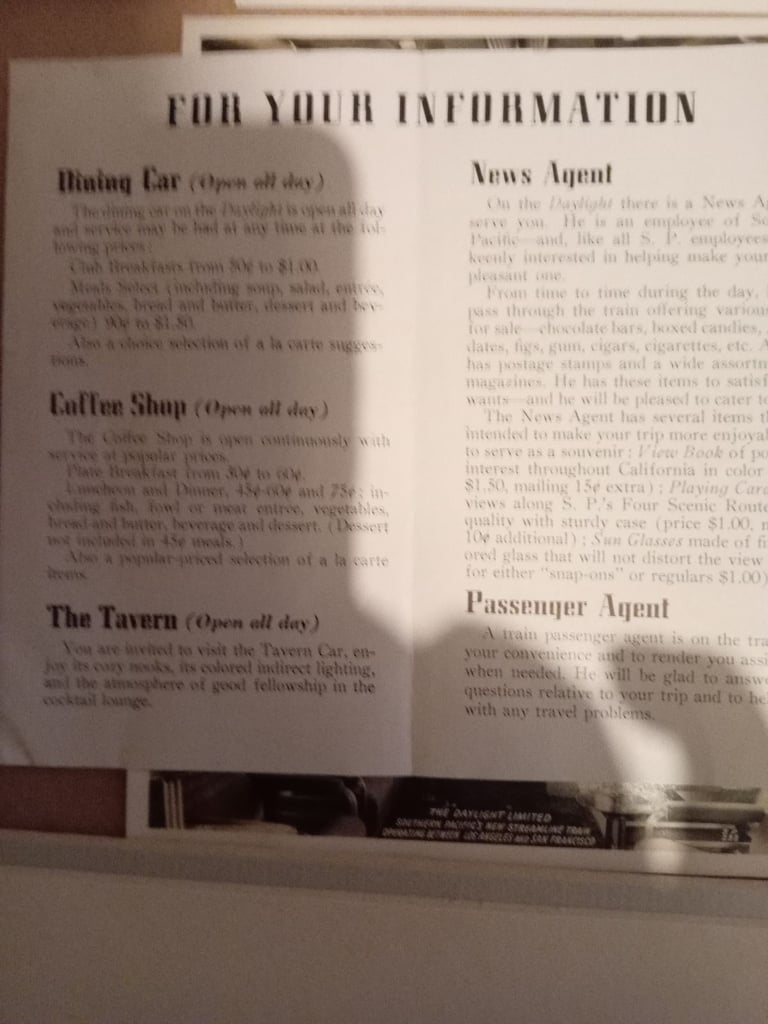 FOR YOUR INFORMATION
Dining Car (Open all day)
The dining car on the Daylight is open all day
and service may be had at any time at the fol-
lowing prices:
Club Breakfasts from 50¢ to $1.00.
Meals Select (including soup, salad, entree,
vegetables, bread and butter, dessert and bev-
erage) 90¢ to $1.50.
Also a choice selection of a la carte sugges-
tions.
Coffee Shop (Open all day)
The Coffee Shop is open continuously with
service at popular prices.
Plate Breakfast from 30¢ to 60¢.
Luncheon and Dinner, 45¢-60¢ and 75¢; in-
cluding fish, fowl or meat entree, vegetables,
bread and butter, beverage and dessert. (Dessert
not included in 45¢ meals.)
Also a popular-priced selection of a la carte
items.
The Tavern (Open all day)
You are invited to visit the Tavern Car, en-
joy its cozy nooks, its colored indirect lighting,
and the atmosphere of good fellowship in the
cocktail lounge.
News Agent
On the Daylight there is a News
serve you. He is an employee of
Pacific—and, like all S. P. employees
keenly interested in helping make your
pleasant one.
From time to time during the day,
pass through the train offering various
for sale—chocolate bars, boxed candies,
dates, figs, gum, cigars, cigarettes, etc.
has postage stamps and a wide
magazines. He has these items to
wants—and he will be pleased to cater
The News Agent has several items
intended to make your trip more
to serve as a souvenir: View Book of
interest throughout California in color
$1.50, mailing 15¢ extra); Playing
views along S. P.'s Four Scenic
quality with sturdy case (price $1.00,
10¢ additional); Sun Glasses made of
ored glass that will not distort the view
for either "snap-ons" or regulars $1.00)
Passenger Agent
A train passenger agent is on the
your convenience and to render you
when needed. He will be glad to
questions relative to your trip and to
with any travel problems.
THE "DAYLIGHT" LIMITED
SOUTHERN PACIFIC'S NEW STREAMLINE TRAIN
OPERATING BETWEEN LOS ANGELES AND SAN FRANCISCO